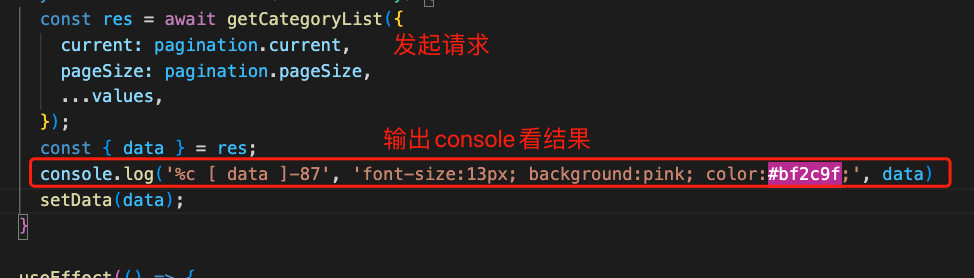 const res = await getCategoryList({
current: pagination.current, 发起请求
pageSize: pagination.pageSize,
...values,
});
输出console看结果
const { data } = res;
console.log('%c [ data ]-87', 'font-size:13px; background:pink; color:#bf2c9f;', data)
setData(data);
}
useEffect(() => {